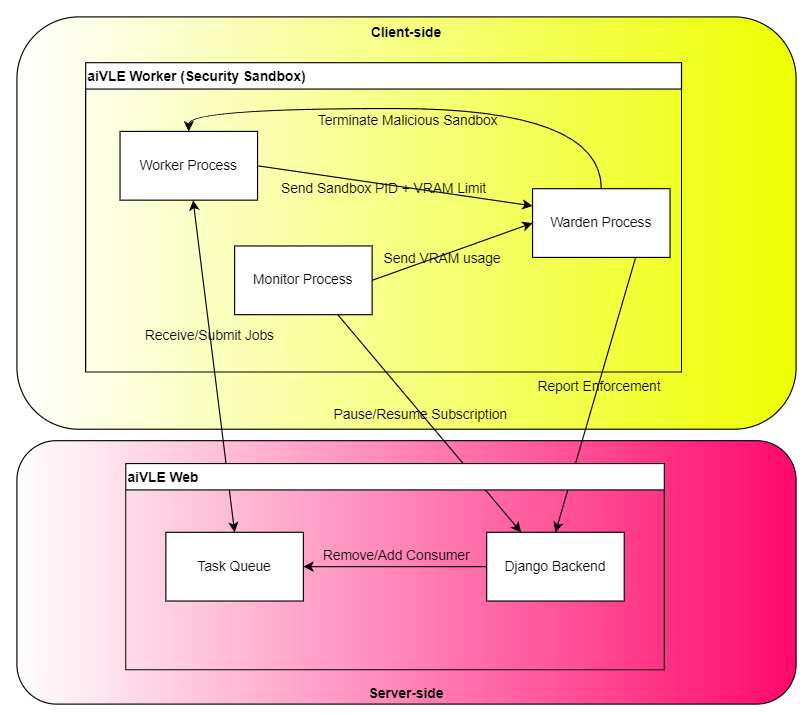 Client-side
aiVLE Worker (Security Sandbox)
Terminate Malicious Sandbox
Worker Process
Send Sandbox PID + VRAM Limit
Warden Process
Send VRAM usage
Monitor Process
Receive/Submit Jobs
Report Enforcement
Pause/Resume Subscription
aiVLE Web
Remove/Add Consumer
Task Queue
Django Backend
Server-side